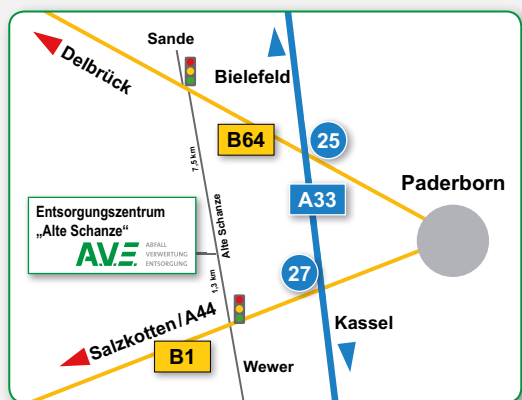 Sande
Delbrück
Bielefeld
B64
25
7,5 km
Paderborn
A33
Entsorgungszentrum
„Alte Schanze“
A.V.E.
ABFALL
VERWERTUNG
ENTSORGUNG
Alte Schanze
27
1,3 km
Salzkotten/A44
Kassel
B1
Wewer